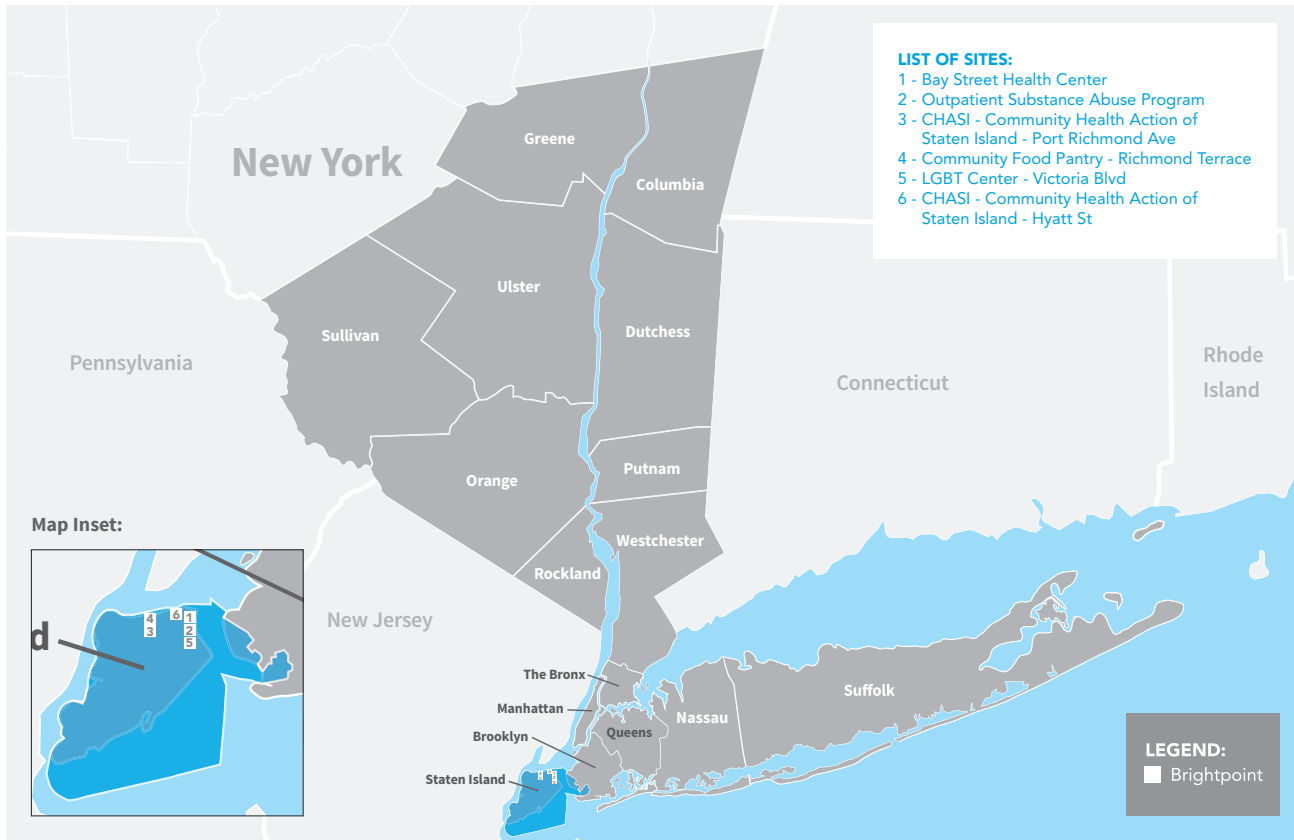 LIST OF SITES:
1 - Bay Street Health Center
2 - Outpatient Substance Abuse Program
3 - CHASI - Community Health Action of
Staten Island - Port Richmond Ave
4 - Community Food Pantry - Richmond Terrace
5 - LGBT Center - Victoria Blvd
6 - CHASI - Community Health Action of
Staten Island - Hyatt St
Greene
New York
Columbia
Ulster
Sullivan
Dutchess
Pennsylvania
Connecticut
Rhode
Island
Putnam
Orange
Westchester
Rockland
New Jersey
The Bronx
Manhattan
Brooklyn
Queens
Nassau
Suffolk
Staten Island
Map Inset:
d
4
3
6
1
2
5
LEGEND:
Brightpoint